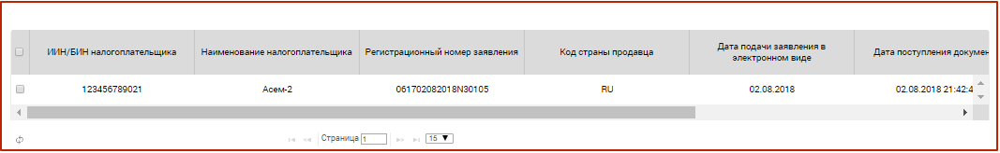 ИИН/БИН налогоплательщика Наименование налогоплательщика Регистрационный номер заявления Код страны продавца Дата подачи заявления в электронном виде Дата поступления докумен
123456789021 Асем-2 061702082018N30105 RU 02.08.2018 02.08.2018 21:42:4
Страница 1 15